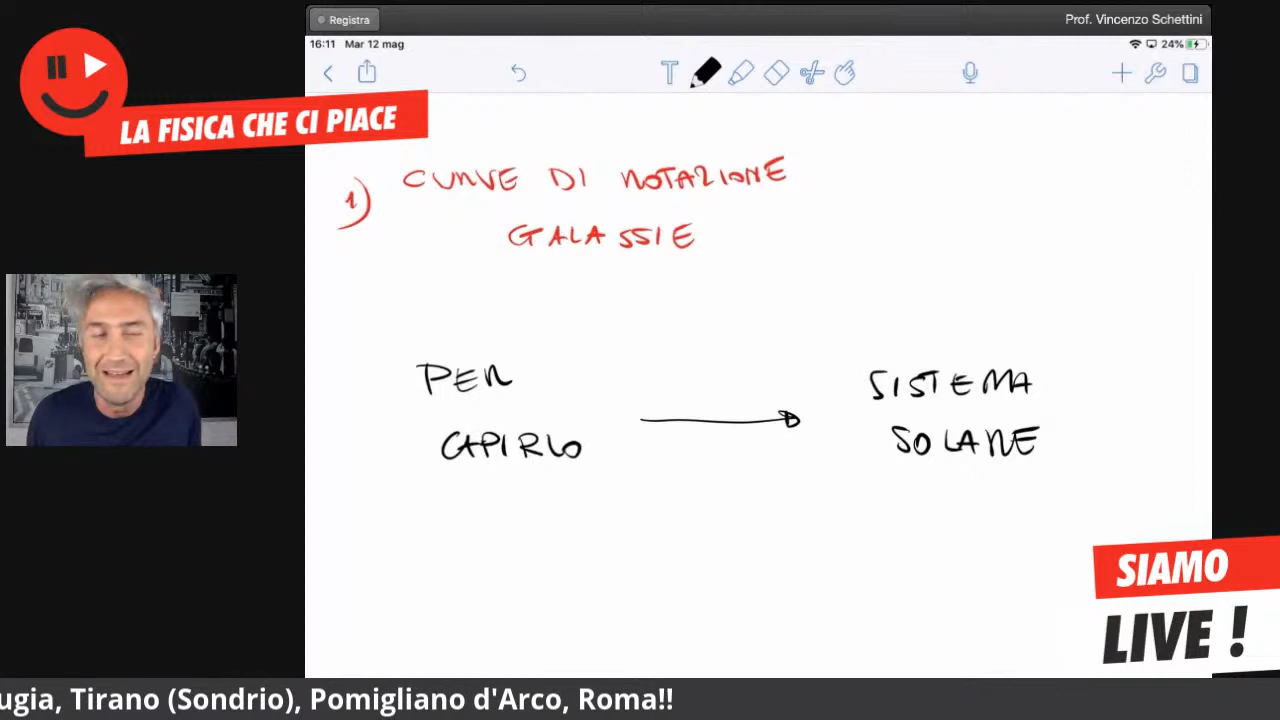 Registra
Prof. Vincenzo Schettini
16:11 Mar 12 mag
24%
LA FISICA CHE CI PIACE
1) CURVE DI ROTAZIONE
GALASSIE
PER
CAPIRLO
SISTEMA
SOLARE
SIAMO
LIVE !
ugia, Tirano (Sondrio), Pomigliano d'Arco, Roma!!